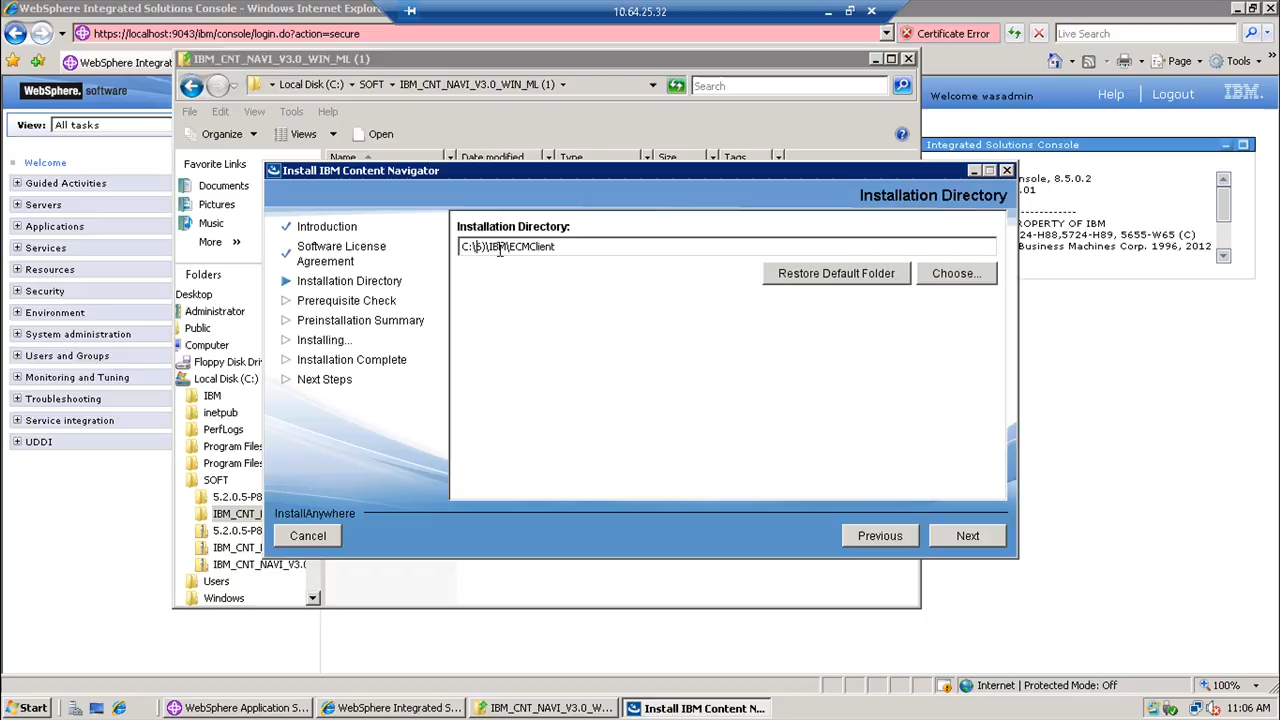 WebSphere Integrated Solutions Console - Windows Internet Explorer
10.64.25.32
https://localhost:9043/ibm/console/login.do?action=secure
Certificate Error
Live Search
WebSphere Integra
Page
Tools
IBM_CNT_NAVI_V3.0_WIN_ML (1)
Local Disk (C:)
SOFT
IBM_CNT_NAVI_V3.0_WIN_ML (1)
Search
File
Edit
View
Tools
Help
Organize
Views
Open
Name
Date modified
Type
Size
Tags
WebSphere. software
Welcome wasadmin
Help
Logout
IBM.
View:
All tasks
Welcome
Guided Activities
Servers
Applications
Services
Resources
Security
Environment
System administration
Users and Groups
Monitoring and Tuning
Troubleshooting
Service integration
UDDI
Favorite Links
Documents
Pictures
Music
More »
Folders
Desktop
Administrator
Public
Computer
Floppy Disk Driv
Local Disk (C:)
IBM
inetpub
PerfLogs
Program Files
Program Files
SOFT
5.2.0.5-P8
IBM_CNT_
5.2.0.5-P8
IBM_CNT_
IBM_CNT_NAVI_V3.0
Users
Windows
Install IBM Content Navigator
Installation Directory
Introduction
Software License
Agreement
Installation Directory
Prerequisite Check
Preinstallation Summary
Installing...
Installation Complete
Next Steps
Installation Directory:
Restore Default Folder
Choose...
InstallAnywhere
Cancel
Previous
Next
Integrated Solutions Console
onsole, 8.5.0.2
.01
------------
ROPERTY OF IBM
24-H88,5724-H89, 5655-W65 (C)
Business Machines Corp. 1996, 2012
Internet | Protected Mode: Off
100%
Start
WebSphere Application S...
WebSphere Integrated S...
IBM_CNT_NAVI_V3.0_W...
Install IBM Content N...
11:06 AM